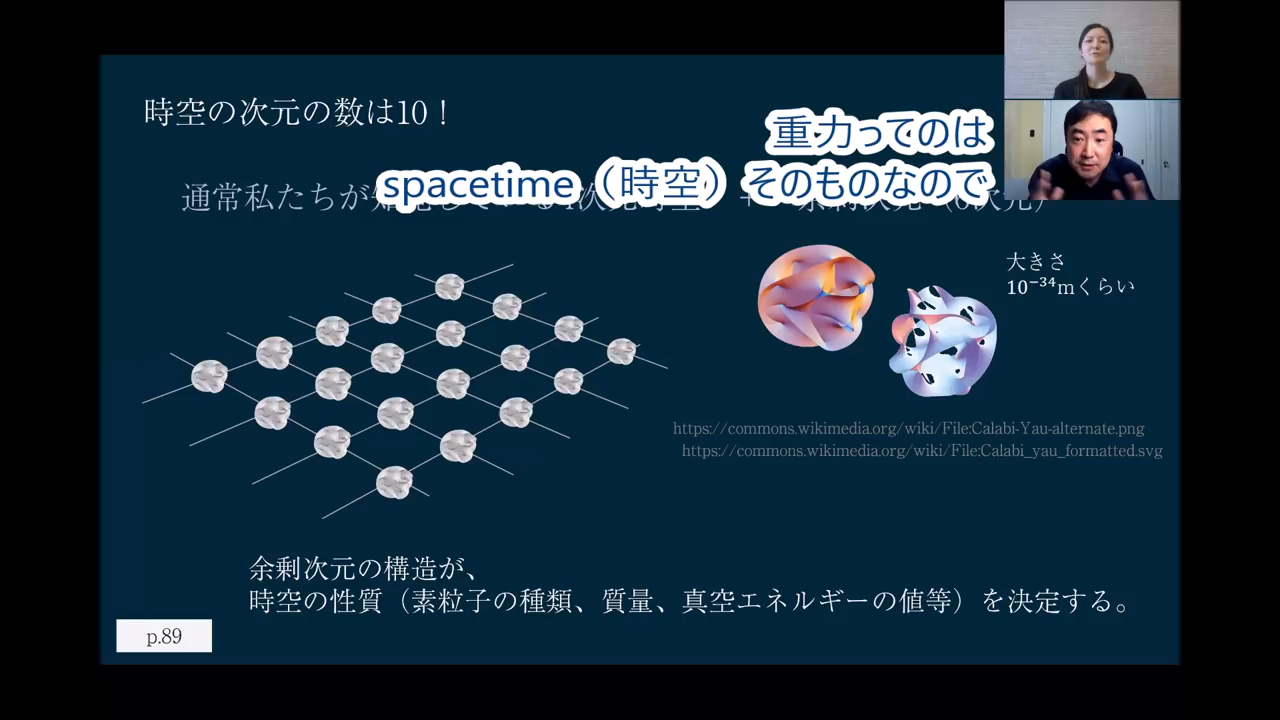 時空の次元の数は10！
重力ってのは
spacetime（時空）そのものなので
通常私たちが
大きさ
10⁻³⁴mくらい
https://commons.wikimedia.org/wiki/File:Calabi-Yau-alternate.png
https://commons.wikimedia.org/wiki/File:Calabi_yau_formatted.svg
余剰次元の構造が、
時空の性質（素粒子の種類、質量、真空エネルギーの値等）を決定する。
p.89